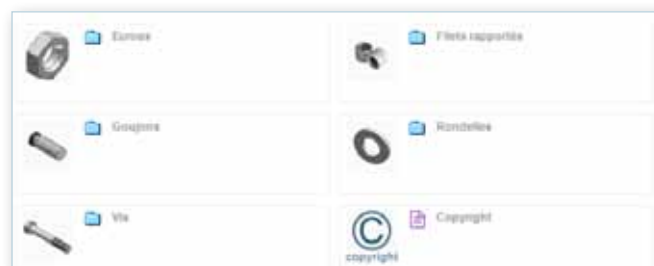 Ecrous
Filets rapportés
Goujons
Rondelles
Vis
Copyright
copyright